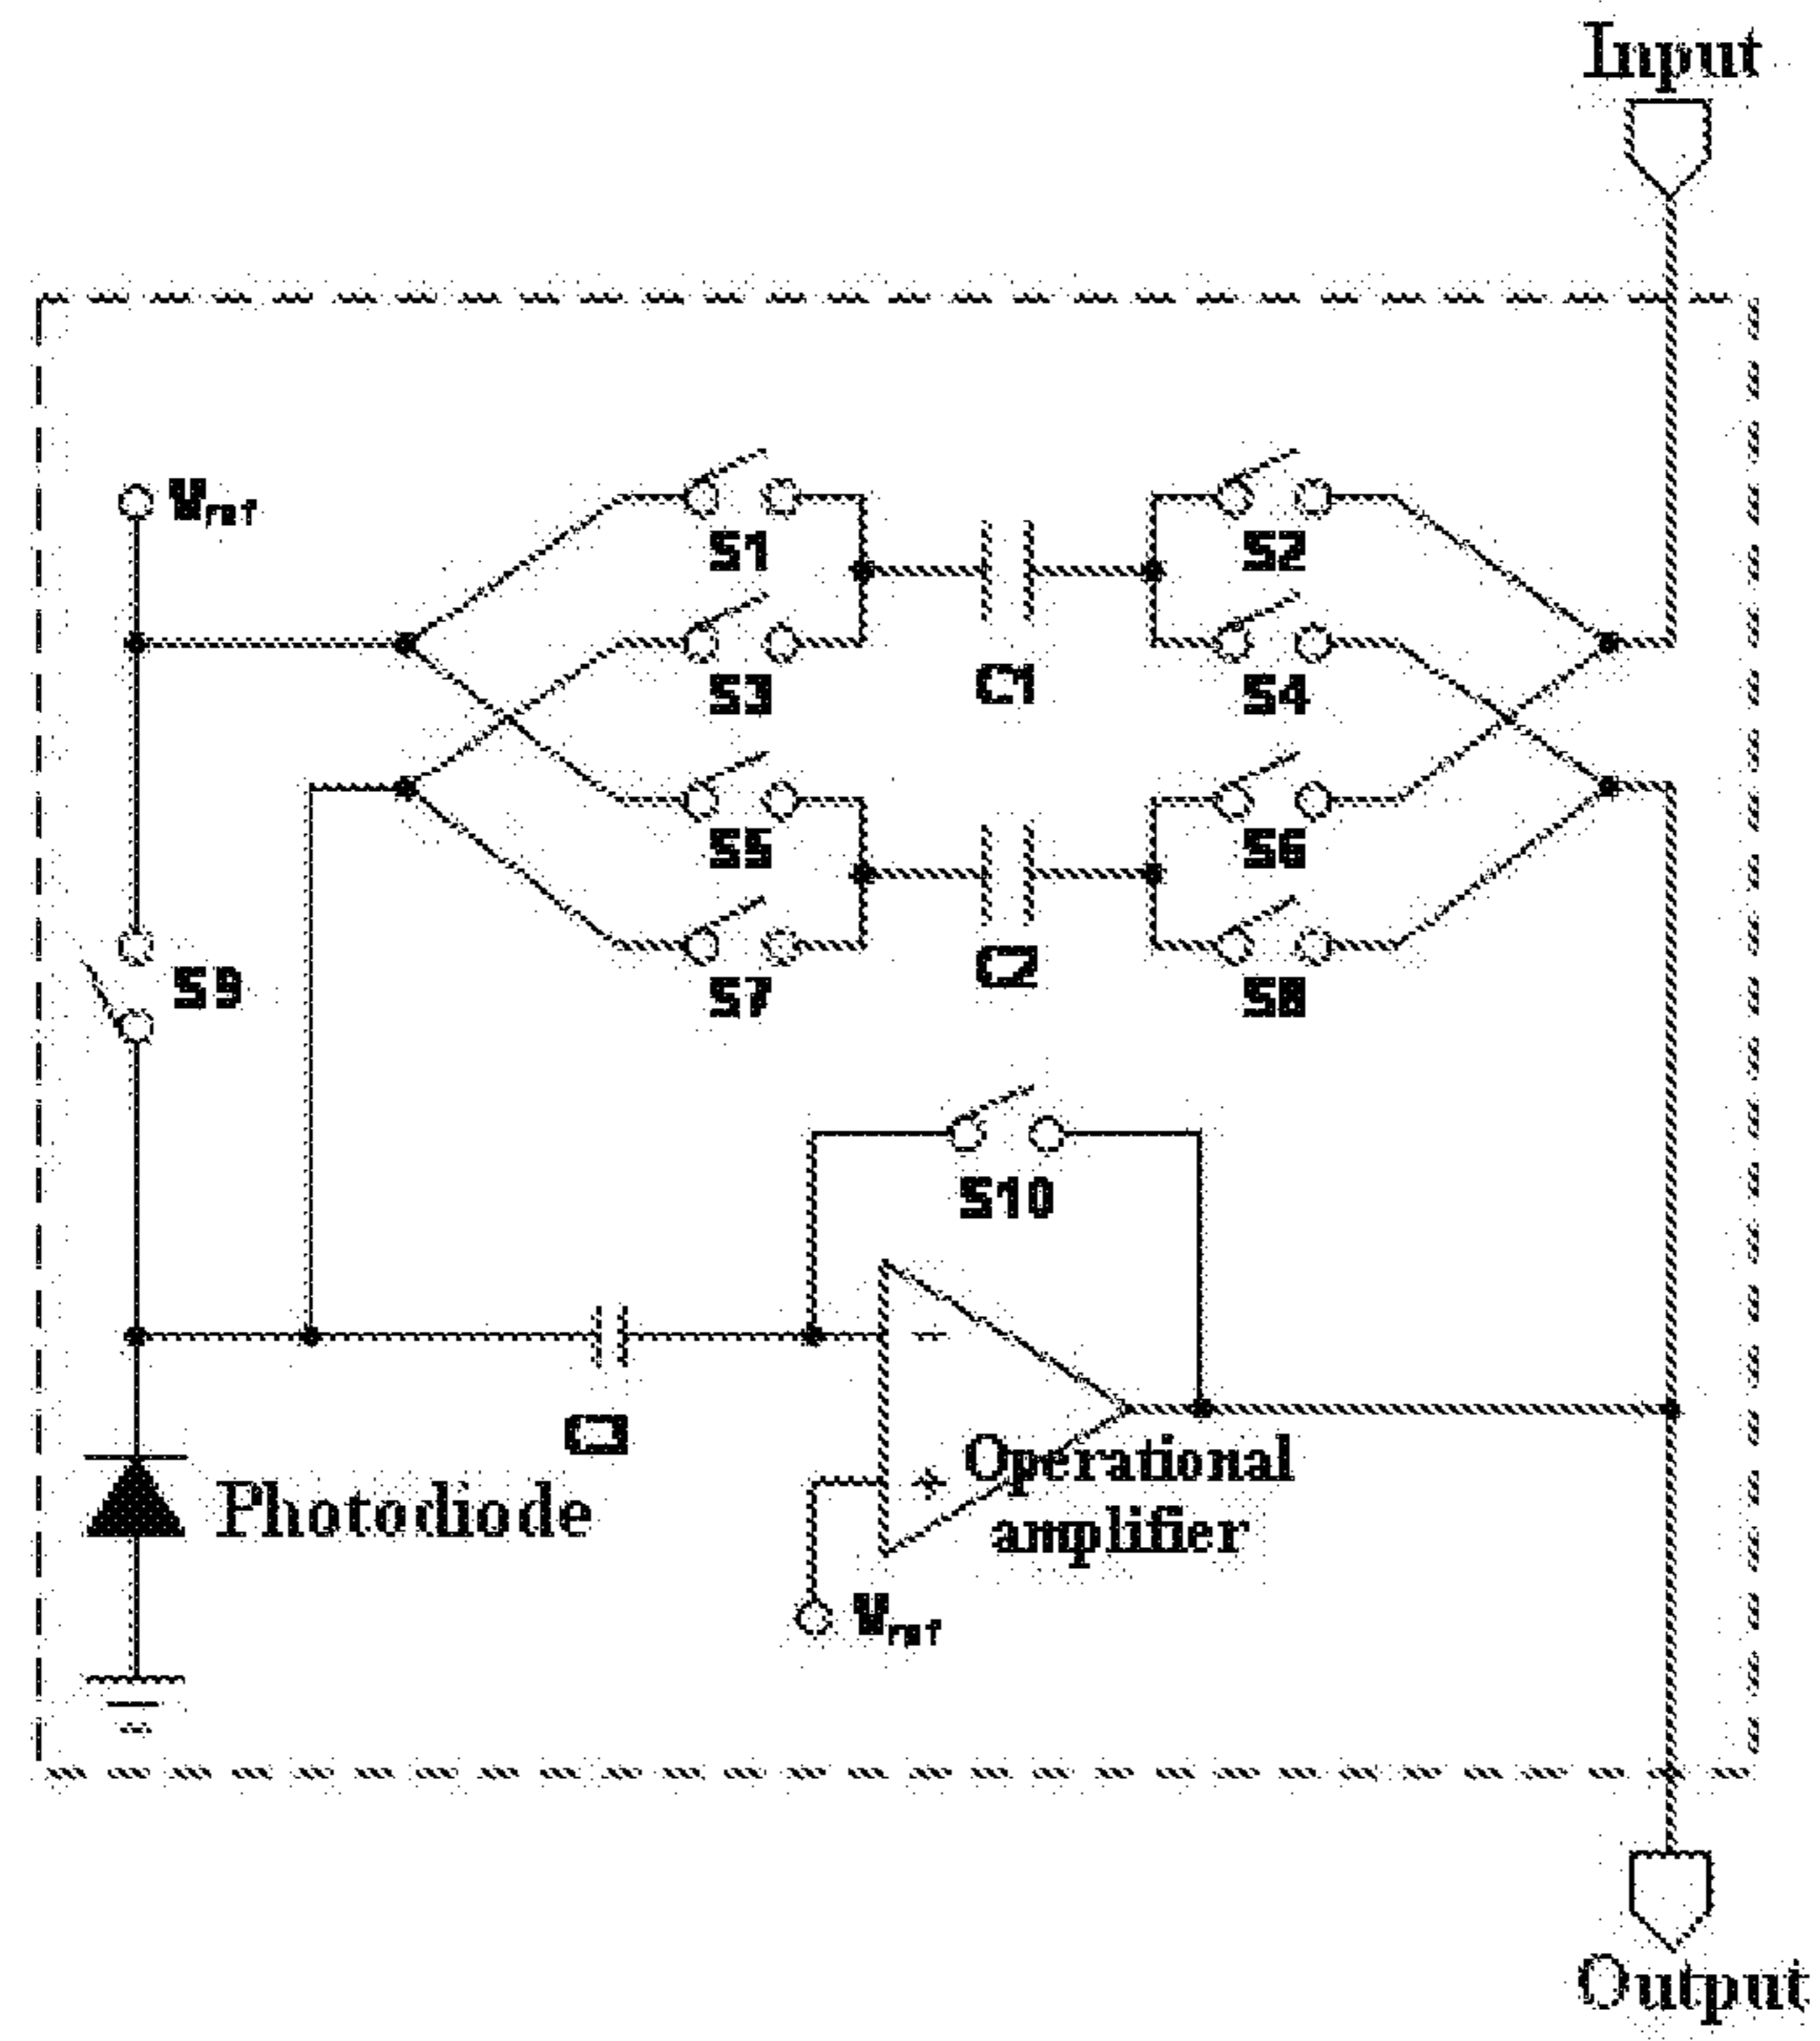 Input
Vref
S1
S2
S3
C1
S4
S5
S6
S9
S7
C2
S8
S10
C3
Operational
amplifier
Photodiode
Vref
Output